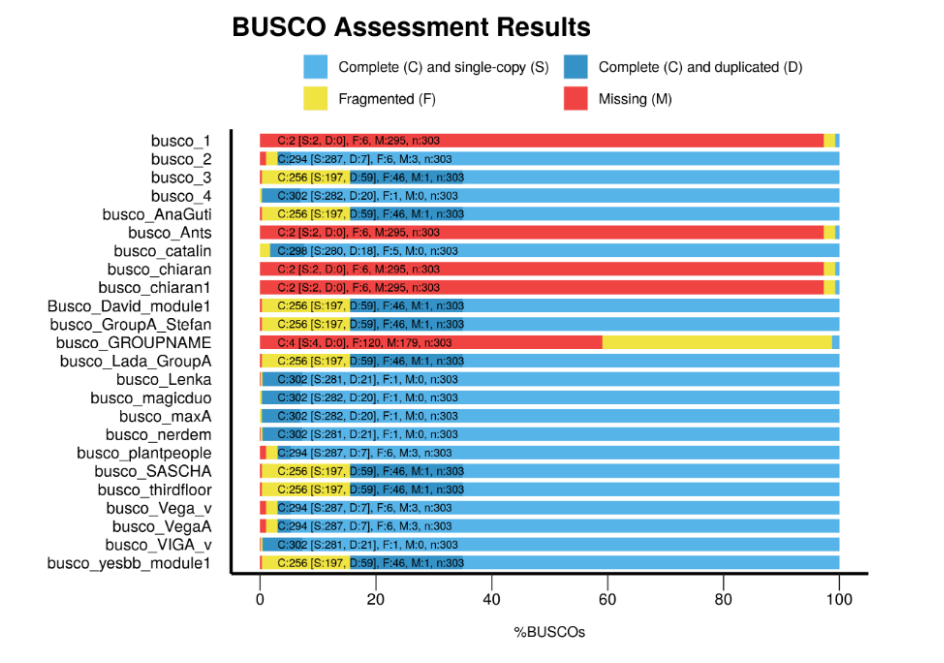 BUSCO Assessment Results
Complete (C) and single-copy (S) Complete (C) and duplicated (D)
Fragmented (F) Missing (M)
busco_1 C:2 [S:2, D:0], F:6, M:295, n:303
busco_2 C:294 [S:287, D:7], F:6, M:3, n:303
busco_3 C:256 [S:197, D:59], F:46, M:1, n:303
busco_4 C:302 [S:282, D:20], F:1, M:0, n:303
busco_AnaGuti C:256 [S:197, D:59], F:46, M:1, n:303
busco_Ants C:2 [S:2, D:0], F:6, M:295, n:303
busco_catalin C:298 [S:280, D:18], F:5, M:0, n:303
busco_chiaran C:2 [S:2, D:0], F:6, M:295, n:303
busco_chiaran1 C:2 [S:2, D:0], F:6, M:295, n:303
Busco_David_module1 C:256 [S:197, D:59], F:46, M:1, n:303
busco_GroupA_Stefan C:256 [S:197, D:59], F:46, M:1, n:303
busco_GROUPNAME C:4 [S:4, D:0], F:120, M:179, n:303
busco_Lada_GroupA C:256 [S:197, D:59], F:46, M:1, n:303
busco_Lenka C:302 [S:281, D:21], F:1, M:0, n:303
busco_magicduo C:302 [S:282, D:20], F:1, M:0, n:303
busco_maxA C:302 [S:282, D:20], F:1, M:0, n:303
busco_nerdem C:302 [S:281, D:21], F:1, M:0, n:303
busco_plantpeople C:294 [S:287, D:7], F:6, M:3, n:303
busco_SASCHA C:256 [S:197, D:59], F:46, M:1, n:303
busco_thirdfloor C:256 [S:197, D:59], F:46, M:1, n:303
busco_Vega_v C:294 [S:287, D:7], F:6, M:3, n:303
busco_VegaA C:294 [S:287, D:7], F:6, M:3, n:303
busco_VIGA_v C:302 [S:281, D:21], F:1, M:0, n:303
busco_yesbb_module1 C:256 [S:197, D:59], F:46, M:1, n:303
0 20 40 60 80 100
%BUSCOs